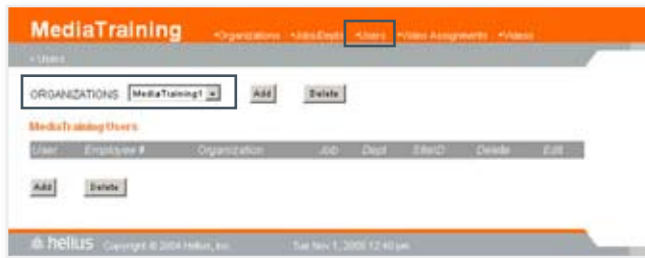 MediaTraining •Organizations •Jobs/Depts •Users •Video Assignments •Videos
• Users
ORGANIZATIONS MediaTraining1 Add Delete
MediaTraining Users
User Employee # Organization Job Dept SiteID Delete Edit
Add Delete
helius Copyright © 2004 Helius, Inc. Tue Nov 1, 2005 12:40 pm